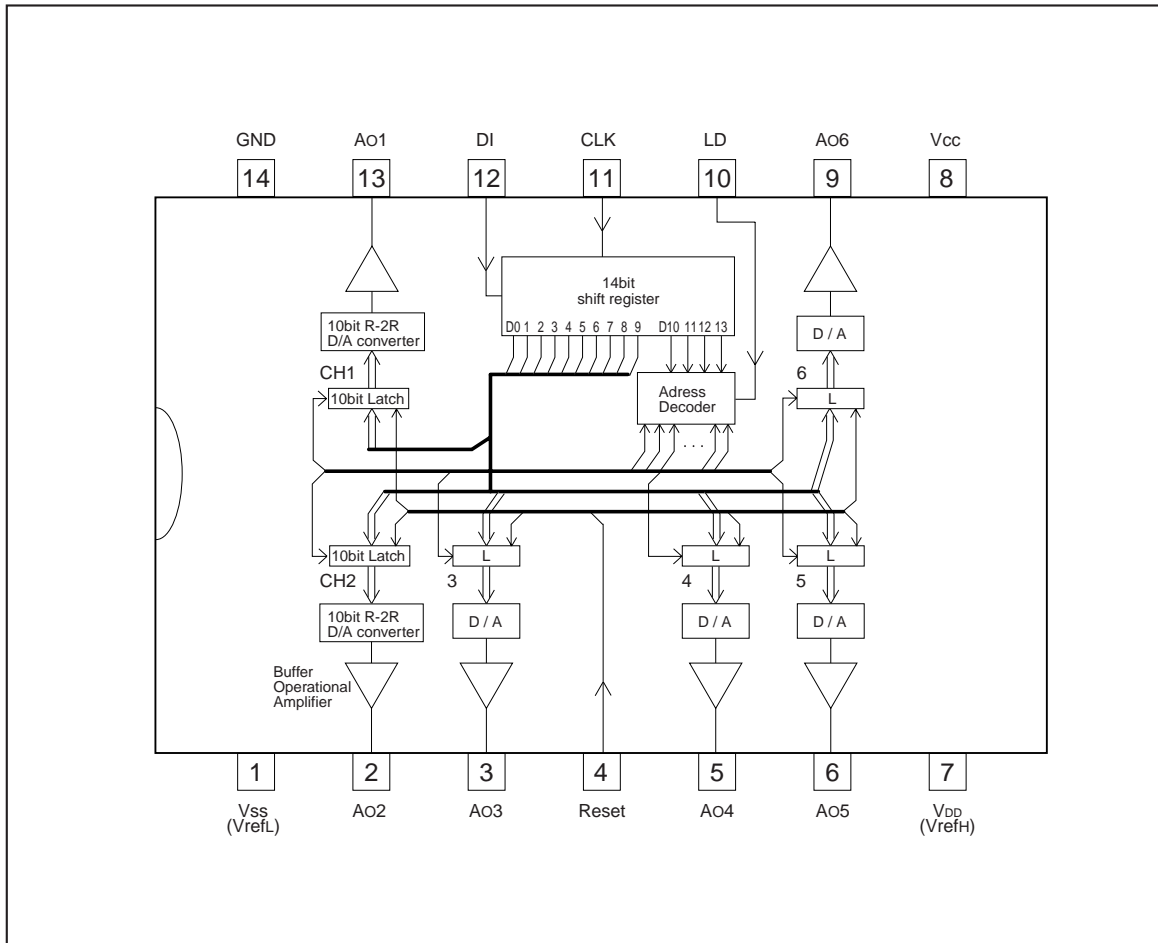 GND AO1 DI CLK LD AO6 Vcc
14 13 12 11 10 9 8
14bit
shift register
D0 1 2 3 4 5 6 7 8 9 D10 11 12 13
10bit R-2R
D/A converter
D / A
CH1
6
10bit Latch
Adress
Decoder
L
. . .
10bit Latch
L
L
L
CH2
3
4
5
10bit R-2R
D/A converter
D / A
D / A
D / A
Buffer
Operational
Amplifier
1 2 3 4 5 6 7
Vss AO2 AO3 Reset AO4 AO5 VDD
(VrefL) (VrefH)